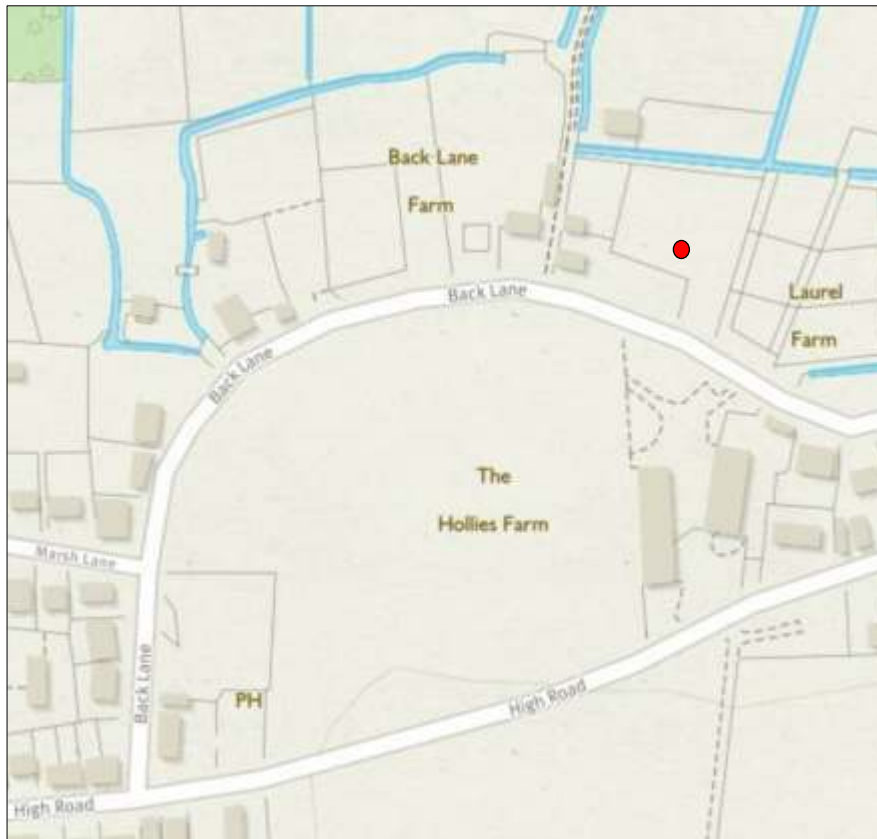 Back Lane
Farm
Back Lane
Laurel
Farm
Back Lane
The
Hollies Farm
Marsh Lane
Back Lane
PH
High Road
High Road